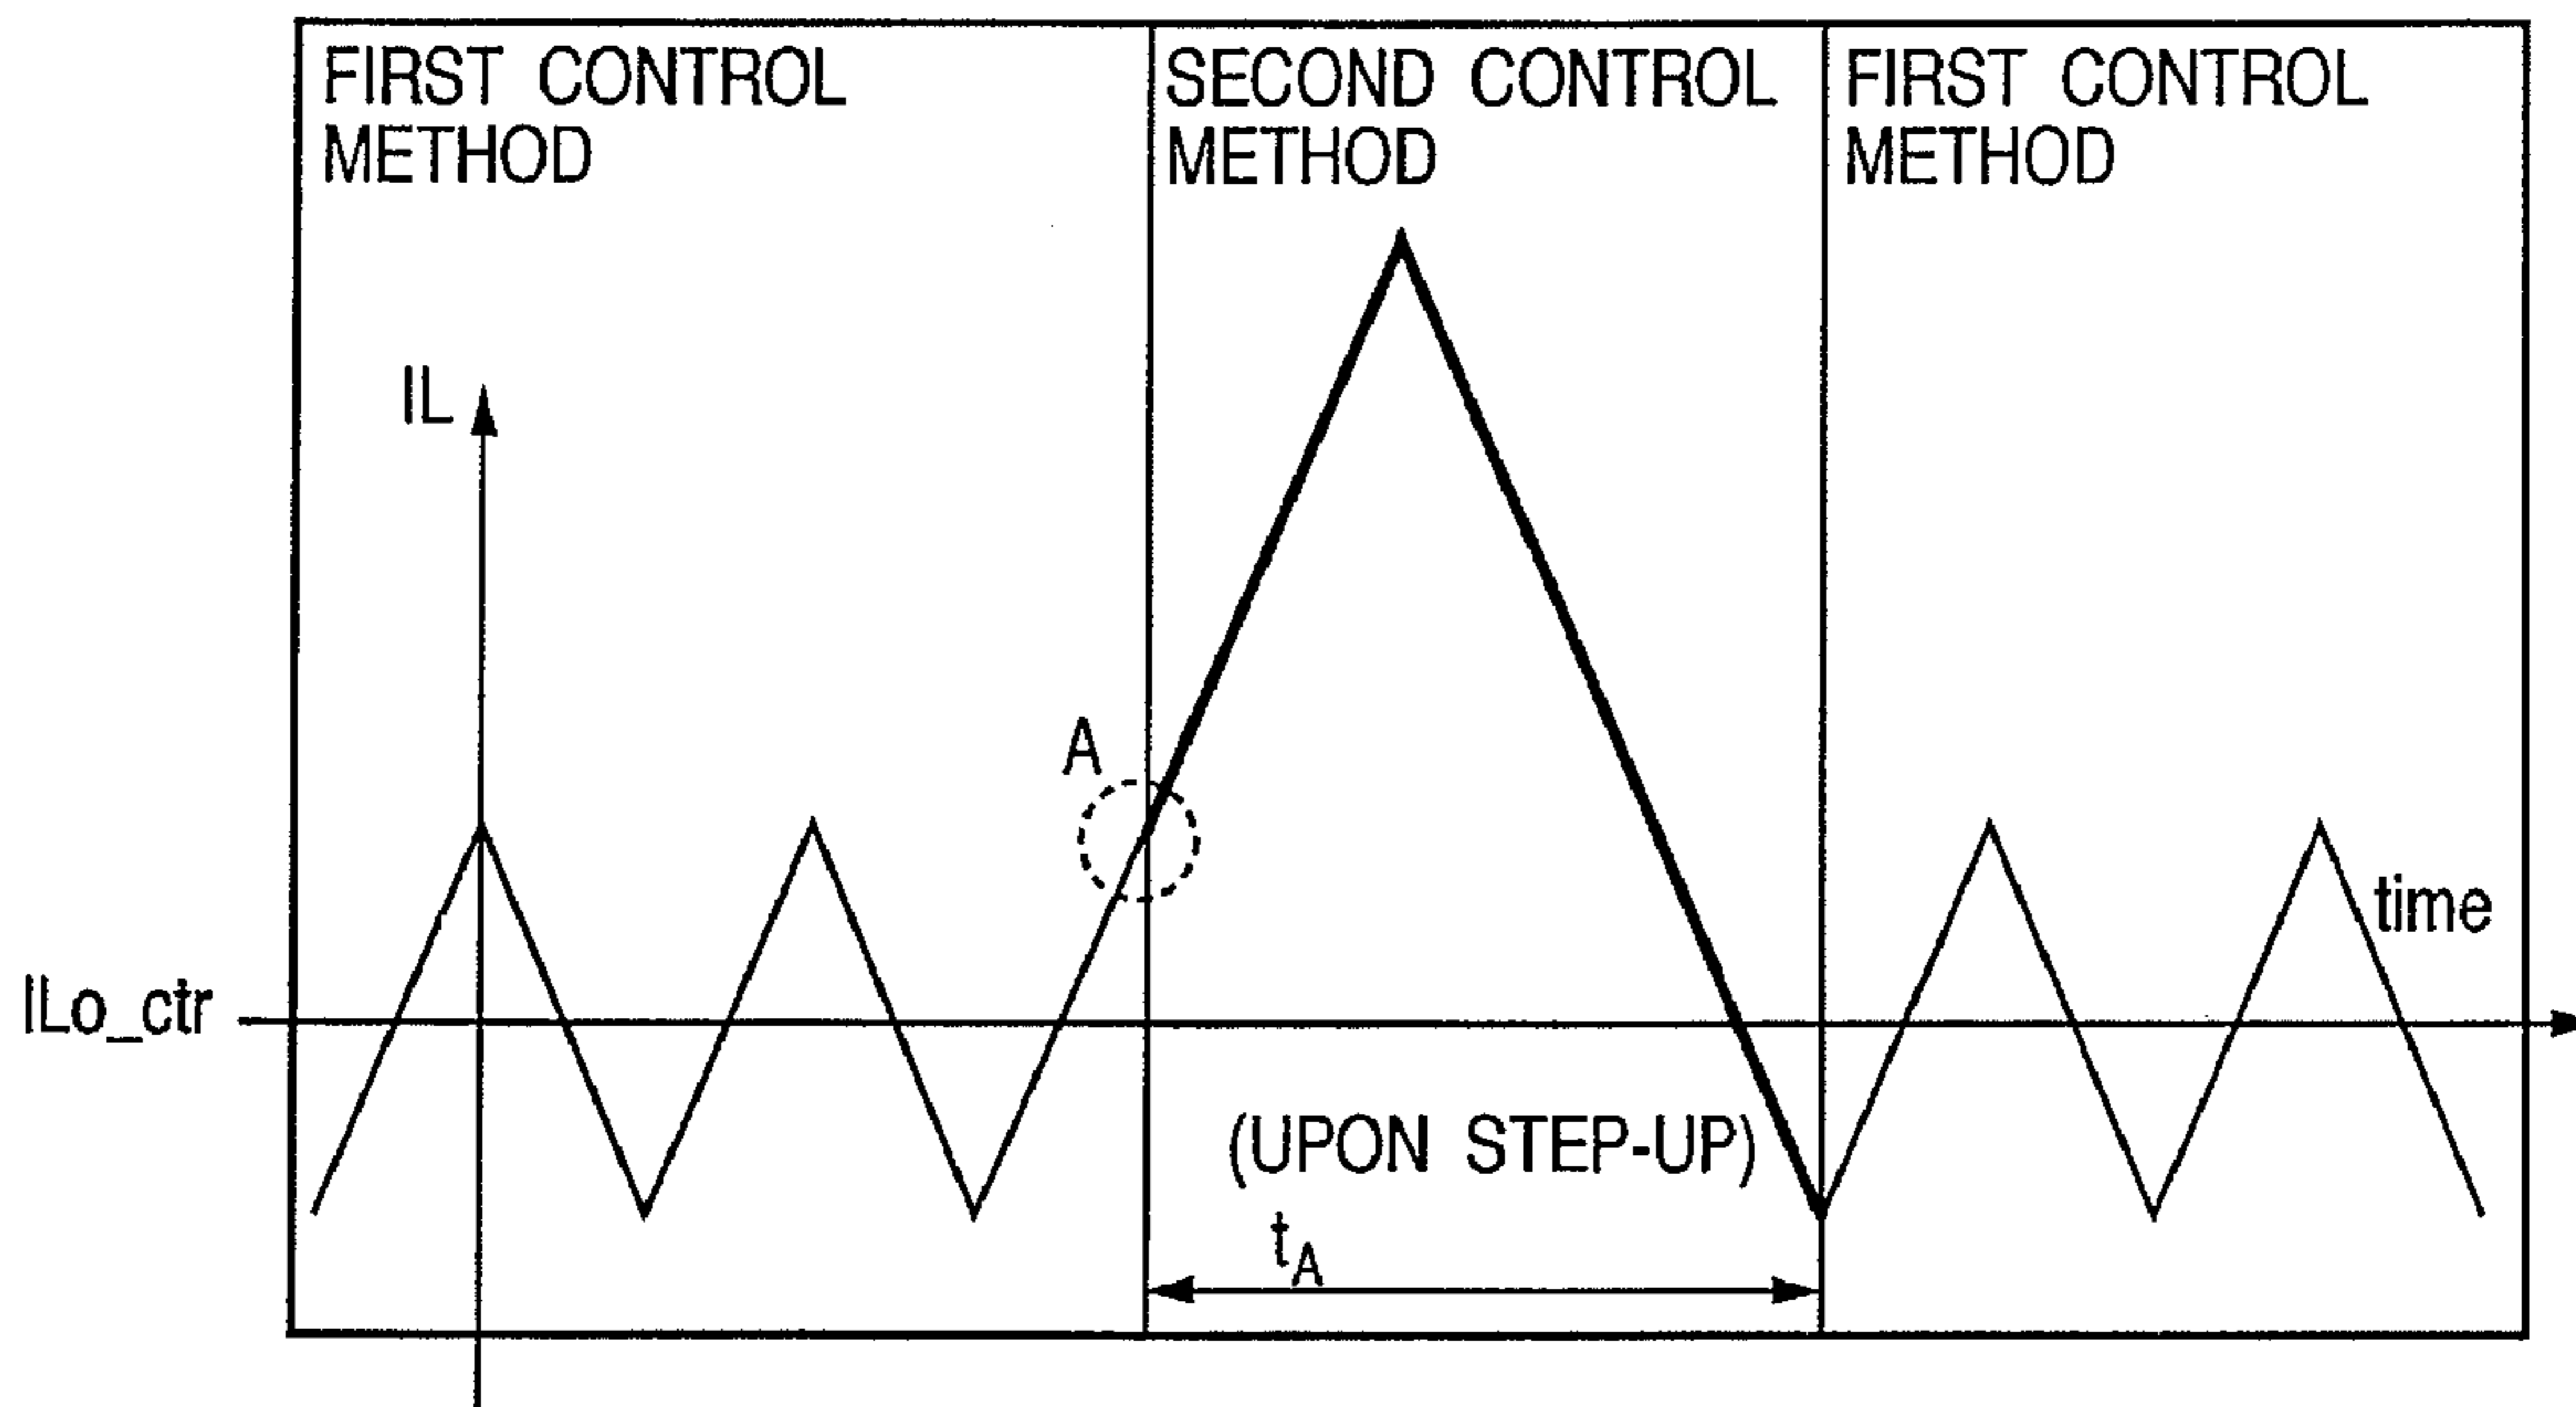 FIRST CONTROL
METHOD
SECOND CONTROL
METHOD
FIRST CONTROL
METHOD
IL
A
time
ILo_ctr
(UPON STEP-UP)
tA